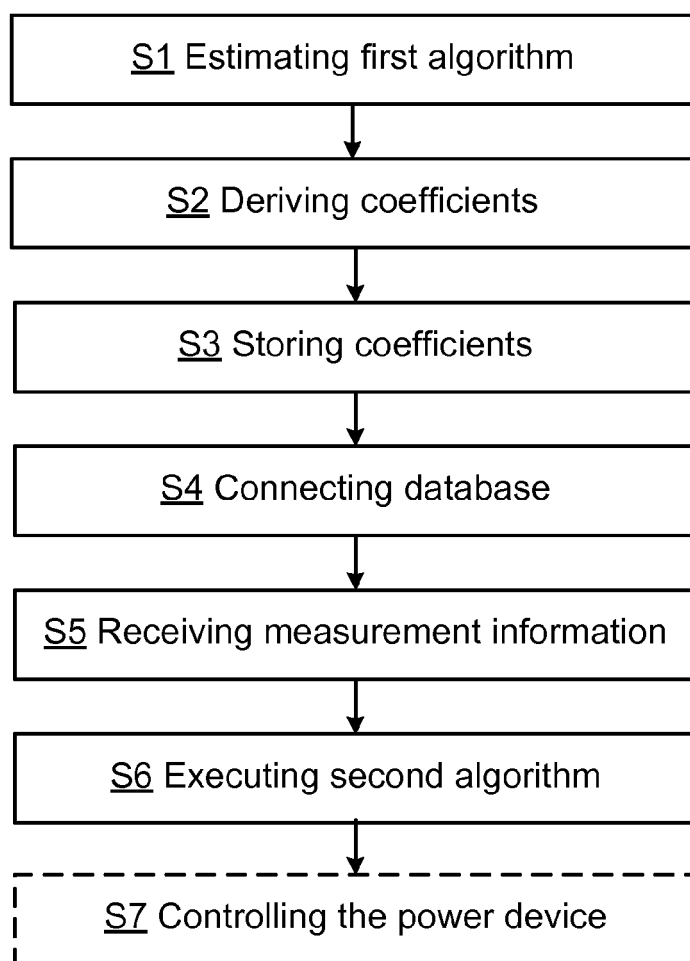 S1 Estimating first algorithm
S2 Deriving coefficients
S3 Storing coefficients
S4 Connecting database
S5 Receiving measurement information
S6 Executing second algorithm
S7 Controlling the power device